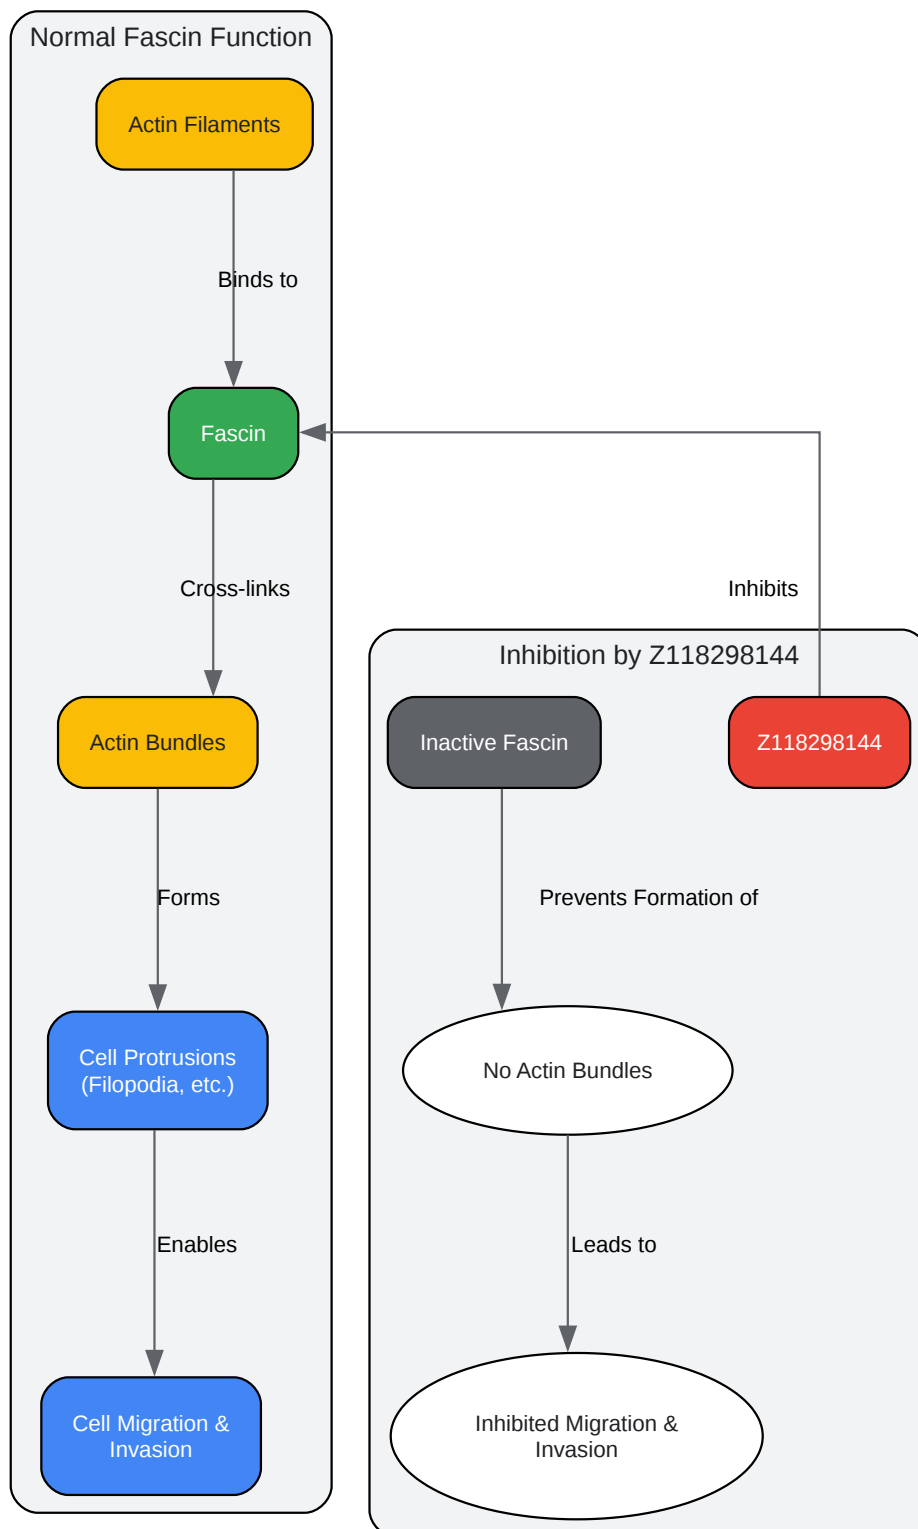 Normal Fascin Function
Actin Filaments
Binds to
Fascin
Cross-links
Inhibits
Inhibition by Z118298144
Actin Bundles
Inactive Fascin
Z118298144
Forms
Prevents Formation of
Cell Protrusions
(Filopodia, etc.)
No Actin Bundles
Enables
Leads to
Cell Migration &
Invasion
Inhibited Migration &
Invasion